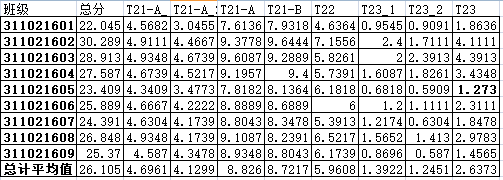 班级 总分 T21-A_ T21-A_2 T21-A T21-B T22 T23_1 T23_2 T23
311021601 22.045 4.5682 3.0455 7.6136 7.9318 4.6364 0.9545 0.9091 1.8636
311021602 30.289 4.9111 4.4667 9.3778 9.6444 7.1556 2.4 1.7111 4.1111
311021603 28.913 4.9348 4.6739 9.6087 9.2889 5.8261 2 2.3913 4.3913
311021604 27.587 4.6739 4.5217 9.1957 9.4 5.7391 1.6087 1.8261 3.4348
311021605 23.409 4.3409 3.4773 7.8182 8.1364 6.1818 0.6818 0.5909 1.273
311021606 25.889 4.6667 4.2222 8.8889 8.6889 6 1.2 1.1111 2.3111
311021607 24.391 4.6304 4.1739 8.8043 8.3478 5.3913 1.2174 0.6304 1.8478
311021608 26.848 4.9348 4.1739 9.1087 8.2391 6.5217 1.5652 1.413 2.9783
311021609 25.37 4.587 4.3478 8.9348 8.8043 6.1739 0.8696 0.587 1.4565
总计平均值 26.105 4.6961 4.1299 8.826 8.7217 5.9608 1.3922 1.2451 2.6373